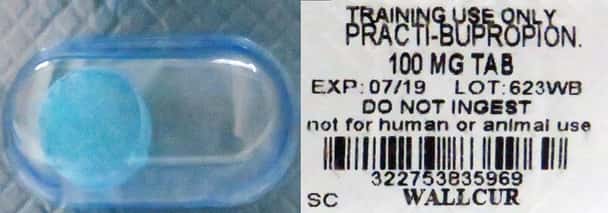 TRAINING USE ONLY
PRACTI-BUPROPION.
100 MG TAB
EXP: 07/19 LOT: 623WB
DO NOT INGEST
not for human or animal use
322753835969
SC WALLCUR